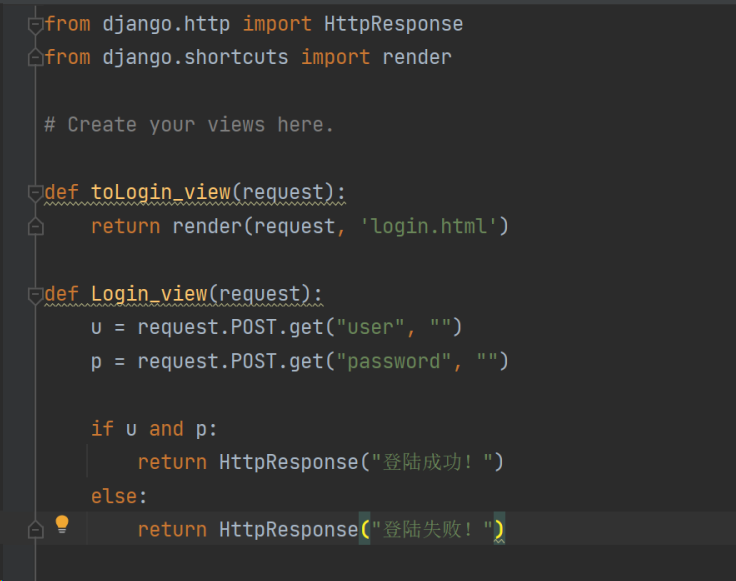 from django.http import HttpResponse
from django.shortcuts import render
# Create your views here.
def toLogin_view(request):
    return render(request, 'login.html')
def Login_view(request):
    u = request.POST.get("user", "")
    p = request.POST.get("password", "")
    if u and p:
        return HttpResponse("登陆成功！")
    else:
        return HttpResponse("登陆失败！")